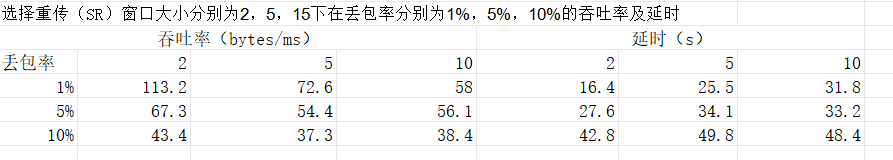 选择重传（SR）窗口大小分别为2，5，15下在丢包率分别为1%，5%，10%的吞吐率及延时
吞吐率（bytes/ms） 延时（s）
丢包率 2 5 10 2 5 10
1% 113.2 72.6 58 16.4 25.5 31.8
5% 67.3 54.4 56.1 27.6 34.1 33.2
10% 43.4 37.3 38.4 42.8 49.8 48.4